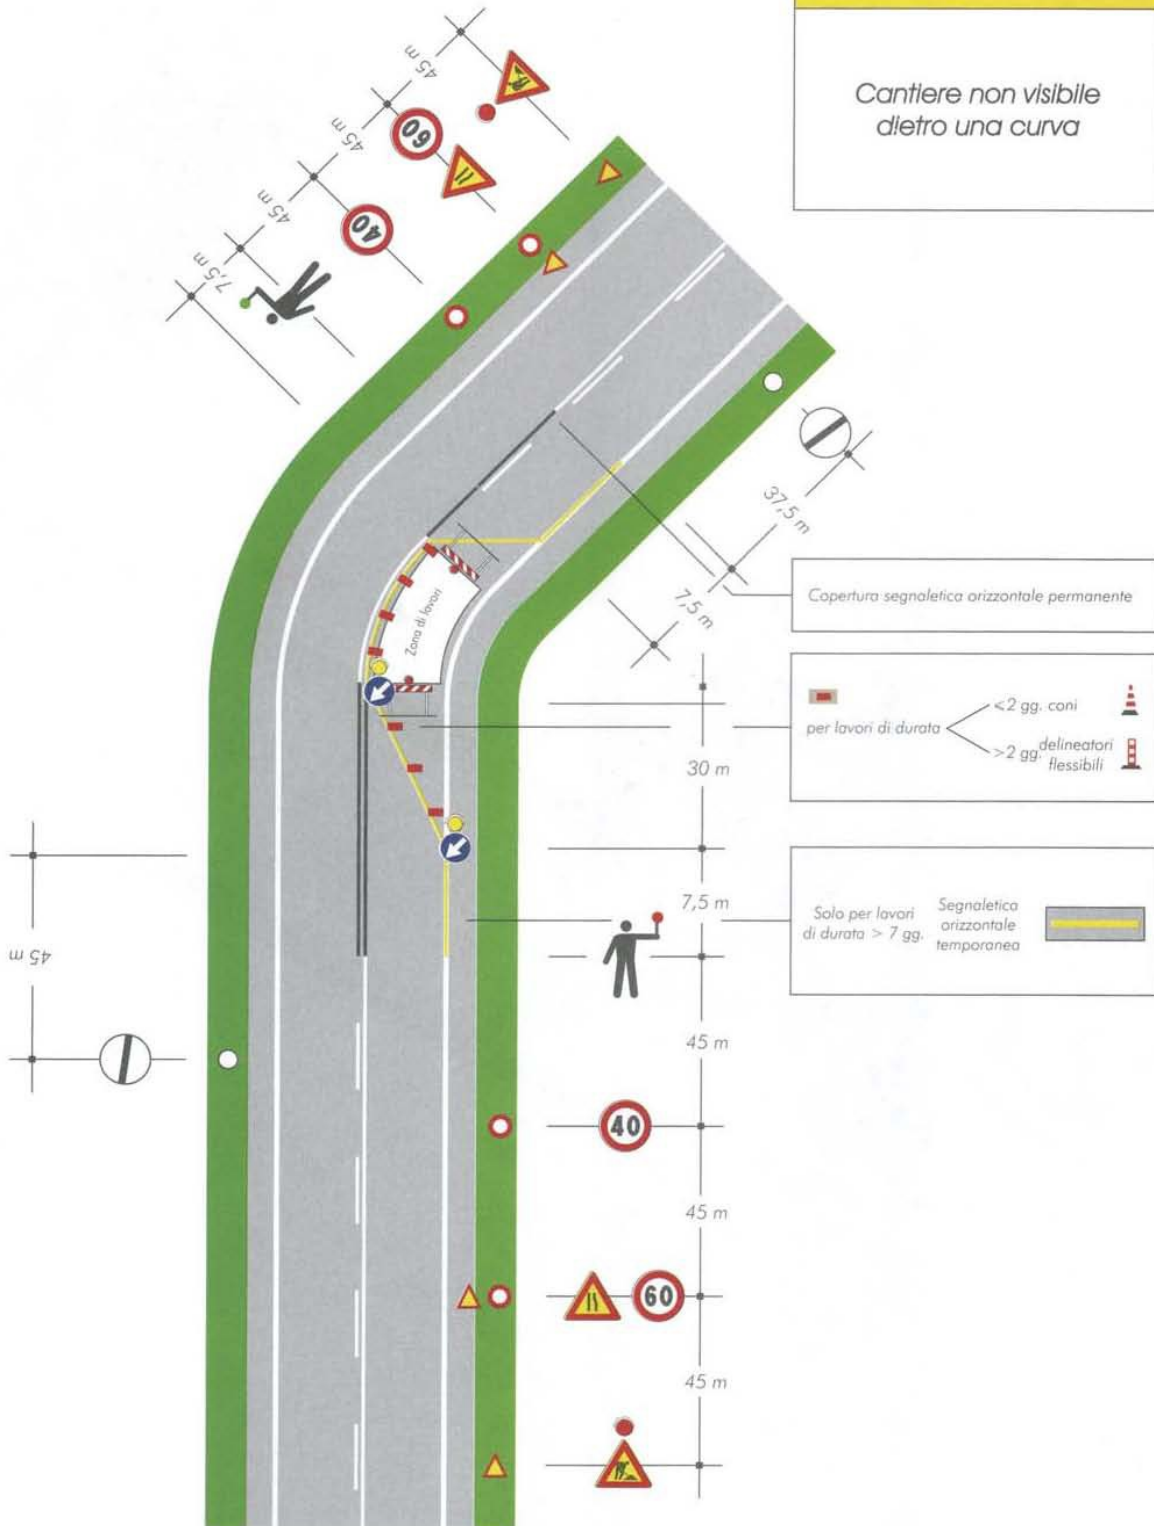 Cantiere non visibile
dietro una curva
45 m
60
45 m
40
45 m
7,5 m
37,5 m
7,5 m
Zona di lavori
Copertura segnaletica orizzontale permanente
per lavori di durata
<2 gg. coni
>2 gg. delineatori
flessibili
30 m
7,5 m
Solo per lavori
di durata > 7 gg.
Segnaletica
orizzontale
temporanea
45 m
45 m
40
45 m
60
45 m